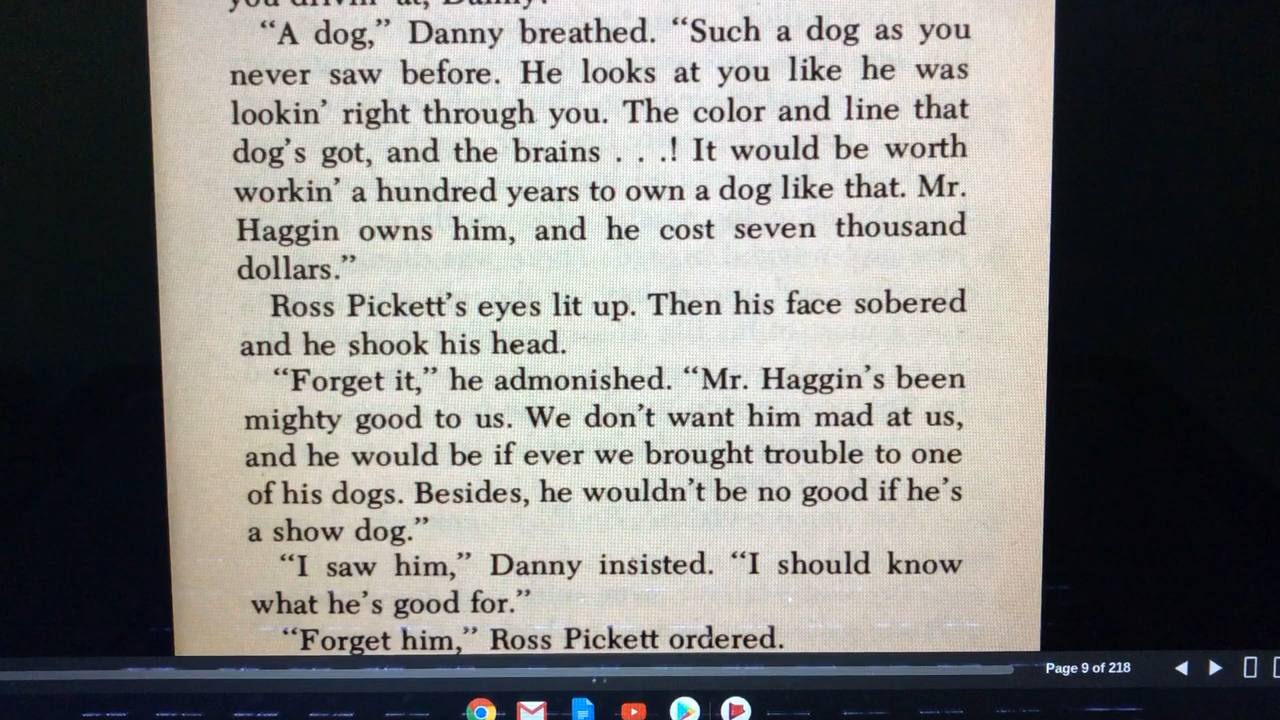 you drivin' at, Danny?
“A dog,” Danny breathed. “Such a dog as you
never saw before. He looks at you like he was
lookin’ right through you. The color and line that
dog’s got, and the brains . . .! It would be worth
workin’ a hundred years to own a dog like that. Mr.
Haggin owns him, and he cost seven thousand
dollars.”
Ross Pickett’s eyes lit up. Then his face sobered
and he shook his head.
“Forget it,” he admonished. “Mr. Haggin’s been
mighty good to us. We don’t want him mad at us,
and he would be if ever we brought trouble to one
of his dogs. Besides, he wouldn’t be no good if he’s
a show dog.”
“I saw him,” Danny insisted. “I should know
what he’s good for.”
“Forget him,” Ross Pickett ordered.
Page 9 of 218